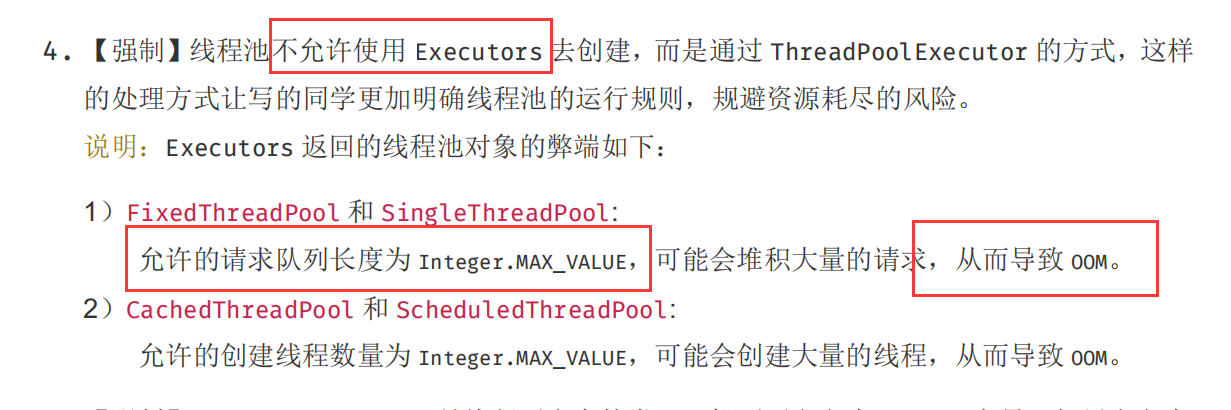 4.【强制】线程池不允许使用 Executors 去创建，而是通过 ThreadPoolExecutor 的方式，这样
的处理方式让写的同学更加明确线程池的运行规则，规避资源耗尽的风险。
说明：Executors 返回的线程池对象的弊端如下：
1）FixedThreadPool 和 SingleThreadPool:
允许的请求队列长度为 Integer.MAX_VALUE，可能会堆积大量的请求，从而导致 OOM。
2）CachedThreadPool 和 ScheduledThreadPool:
允许的创建线程数量为 Integer.MAX_VALUE，可能会创建大量的线程，从而导致 OOM。